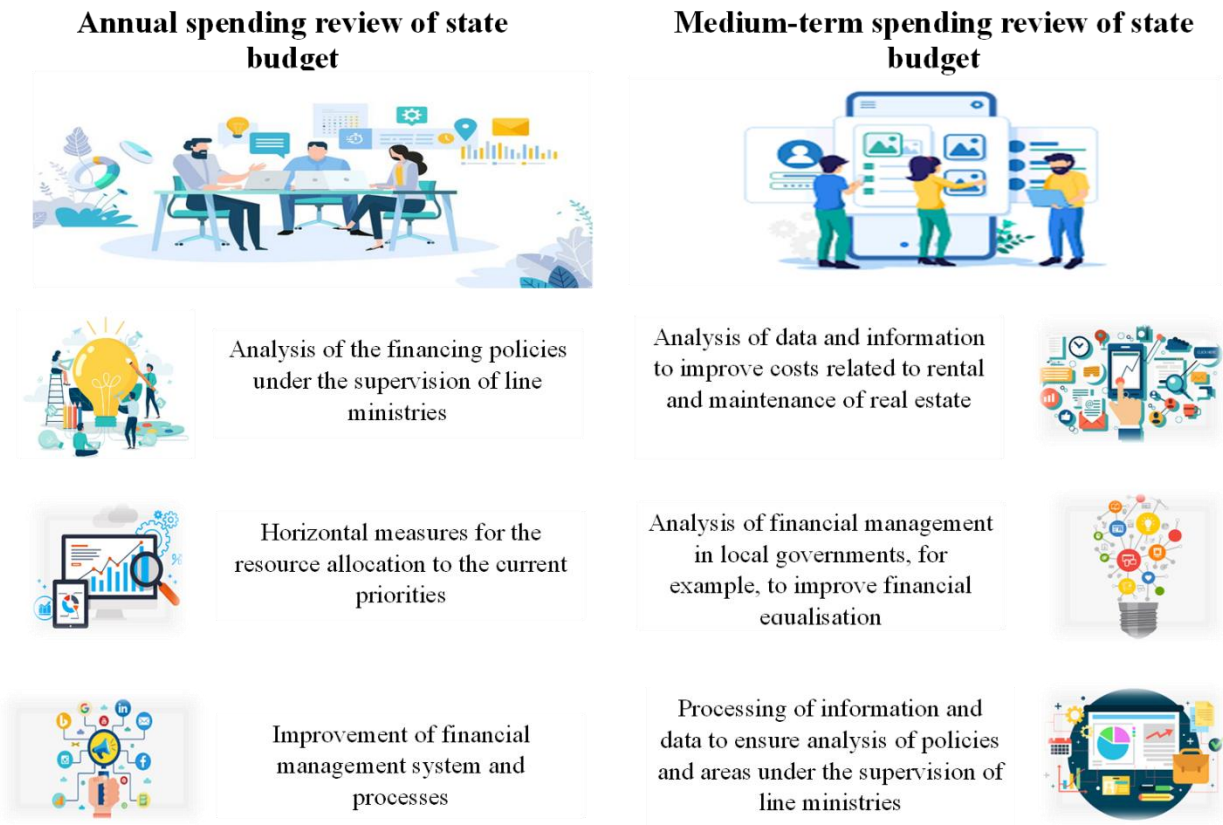 Annual spending review of state
budget
Analysis of the financing policies
under the supervision of line
ministries
Horizontal measures for the
resource allocation to the current
priorities
Improvement of financial
management system and
processes
Medium-term spending review of state
budget
Analysis of data and information
to improve costs related to rental
and maintenance of real estate
Analysis of financial management
in local governments, for
example, to improve financial
equalisation
Processing of information and
data to ensure analysis of policies
and areas under the supervision of
line ministries